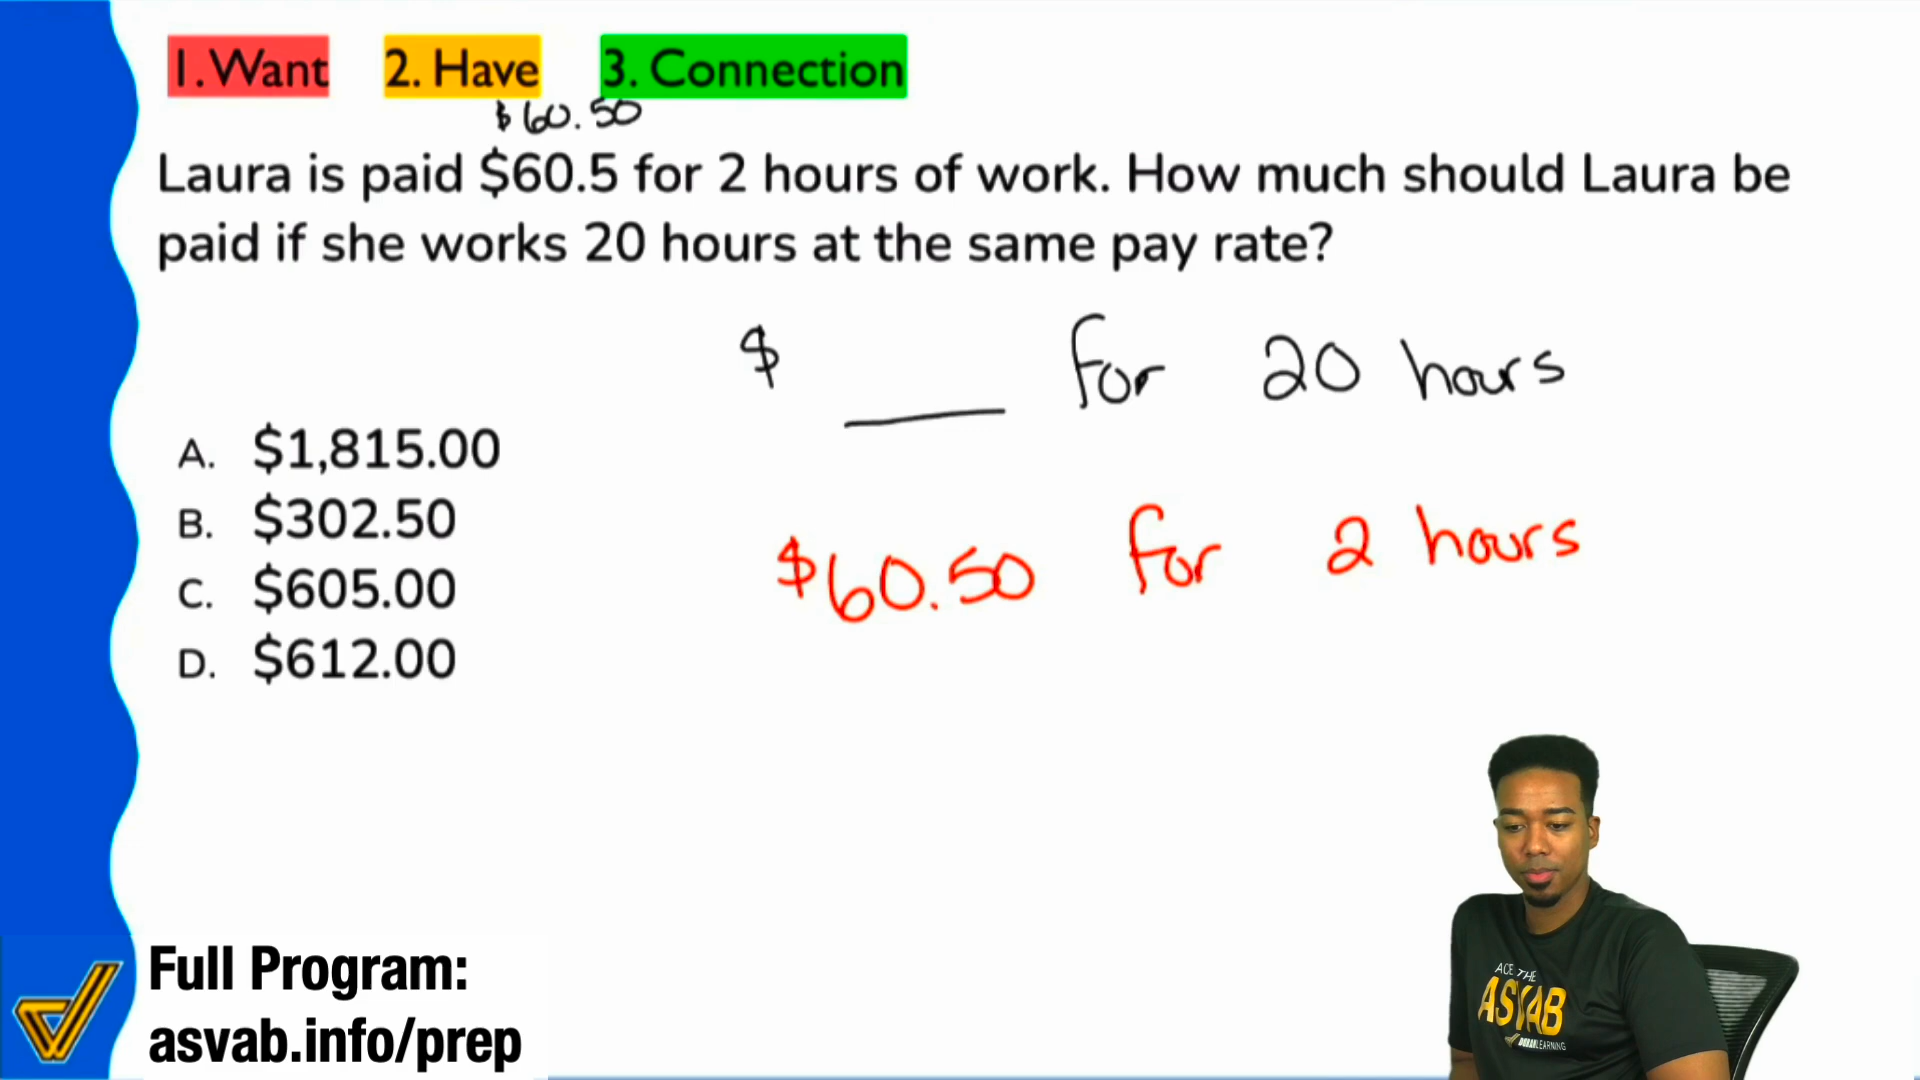 1. Want 2. Have 3. Connection
$60.50
Laura is paid $60.5 for 2 hours of work. How much should Laura be
paid if she works 20 hours at the same pay rate?
$ ____ for 20 hours
A. $1,815.00
B. $302.50
$60.50 for 2 hours
C. $605.00
D. $612.00
ACE THE
ASVAB
DORAN LEARNING
Full Program:
asvab.info/prep